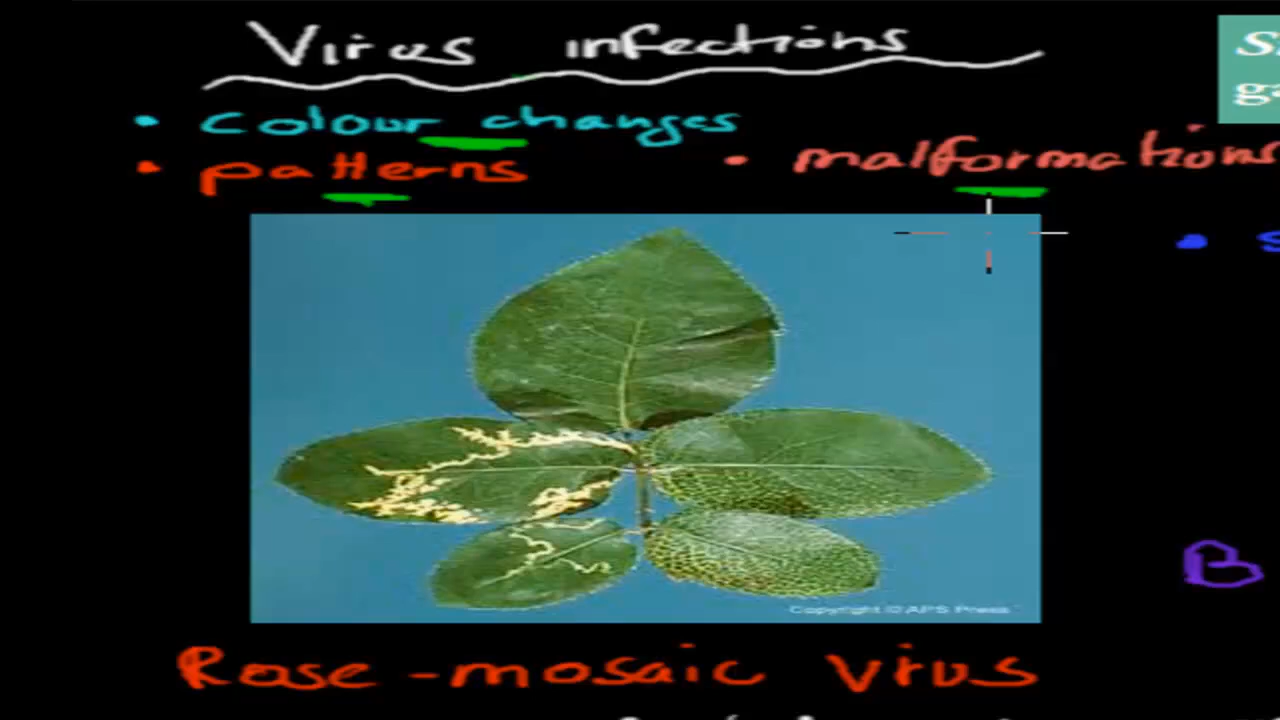 Virus infections
• colour changes
• patterns
• malformations
Copyright © APS Press
Rose-mosaic virus